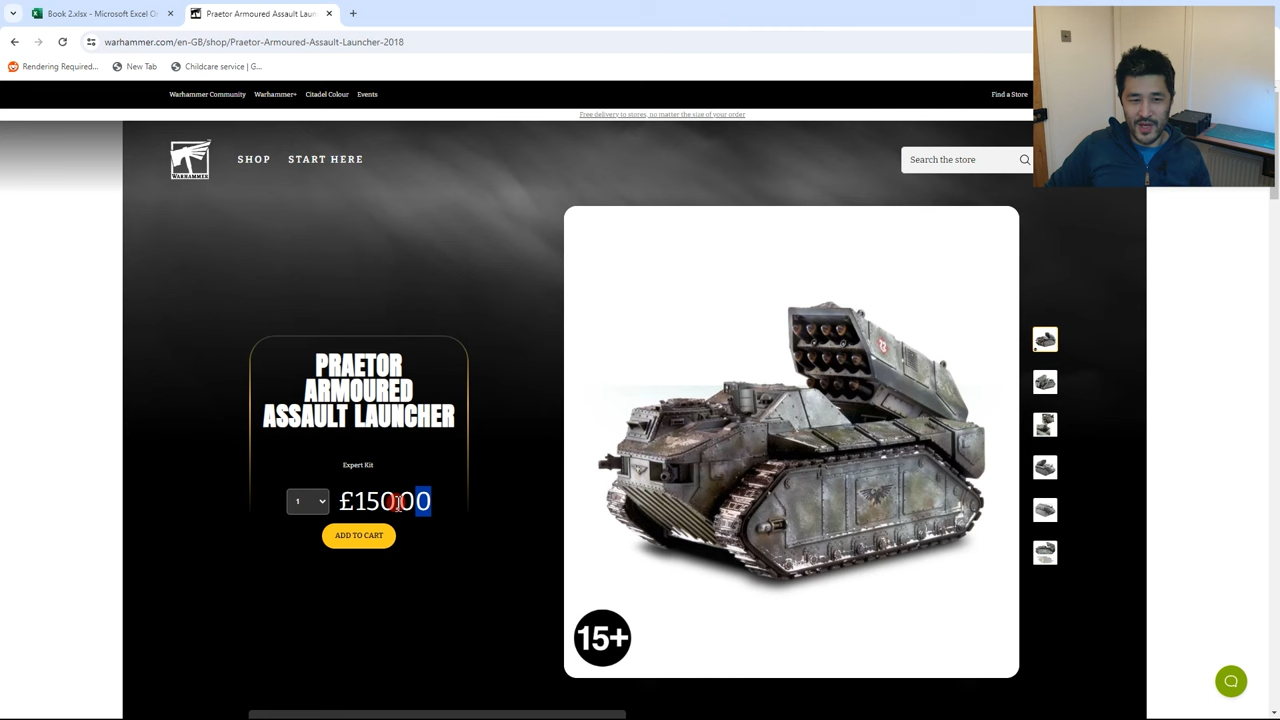 Book 2.xlsx - Microsoft Excel O
Praetor Armoured Assault Laun
warhammer.com/en-GB/shop/Praetor-Armoured-Assault-Launcher-2018
Rendering Required...
New Tab
Childcare service | G...
Warhammer Community
Warhammer+
Citadel Colour
Events
Find a Store
Free delivery to stores, no matter the size of your order
WARHAMMER
SHOP
START HERE
Search the store
PRAETOR
ARMOURED
ASSAULT LAUNCHER
Expert Kit
1
£150.00
ADD TO CART
15+